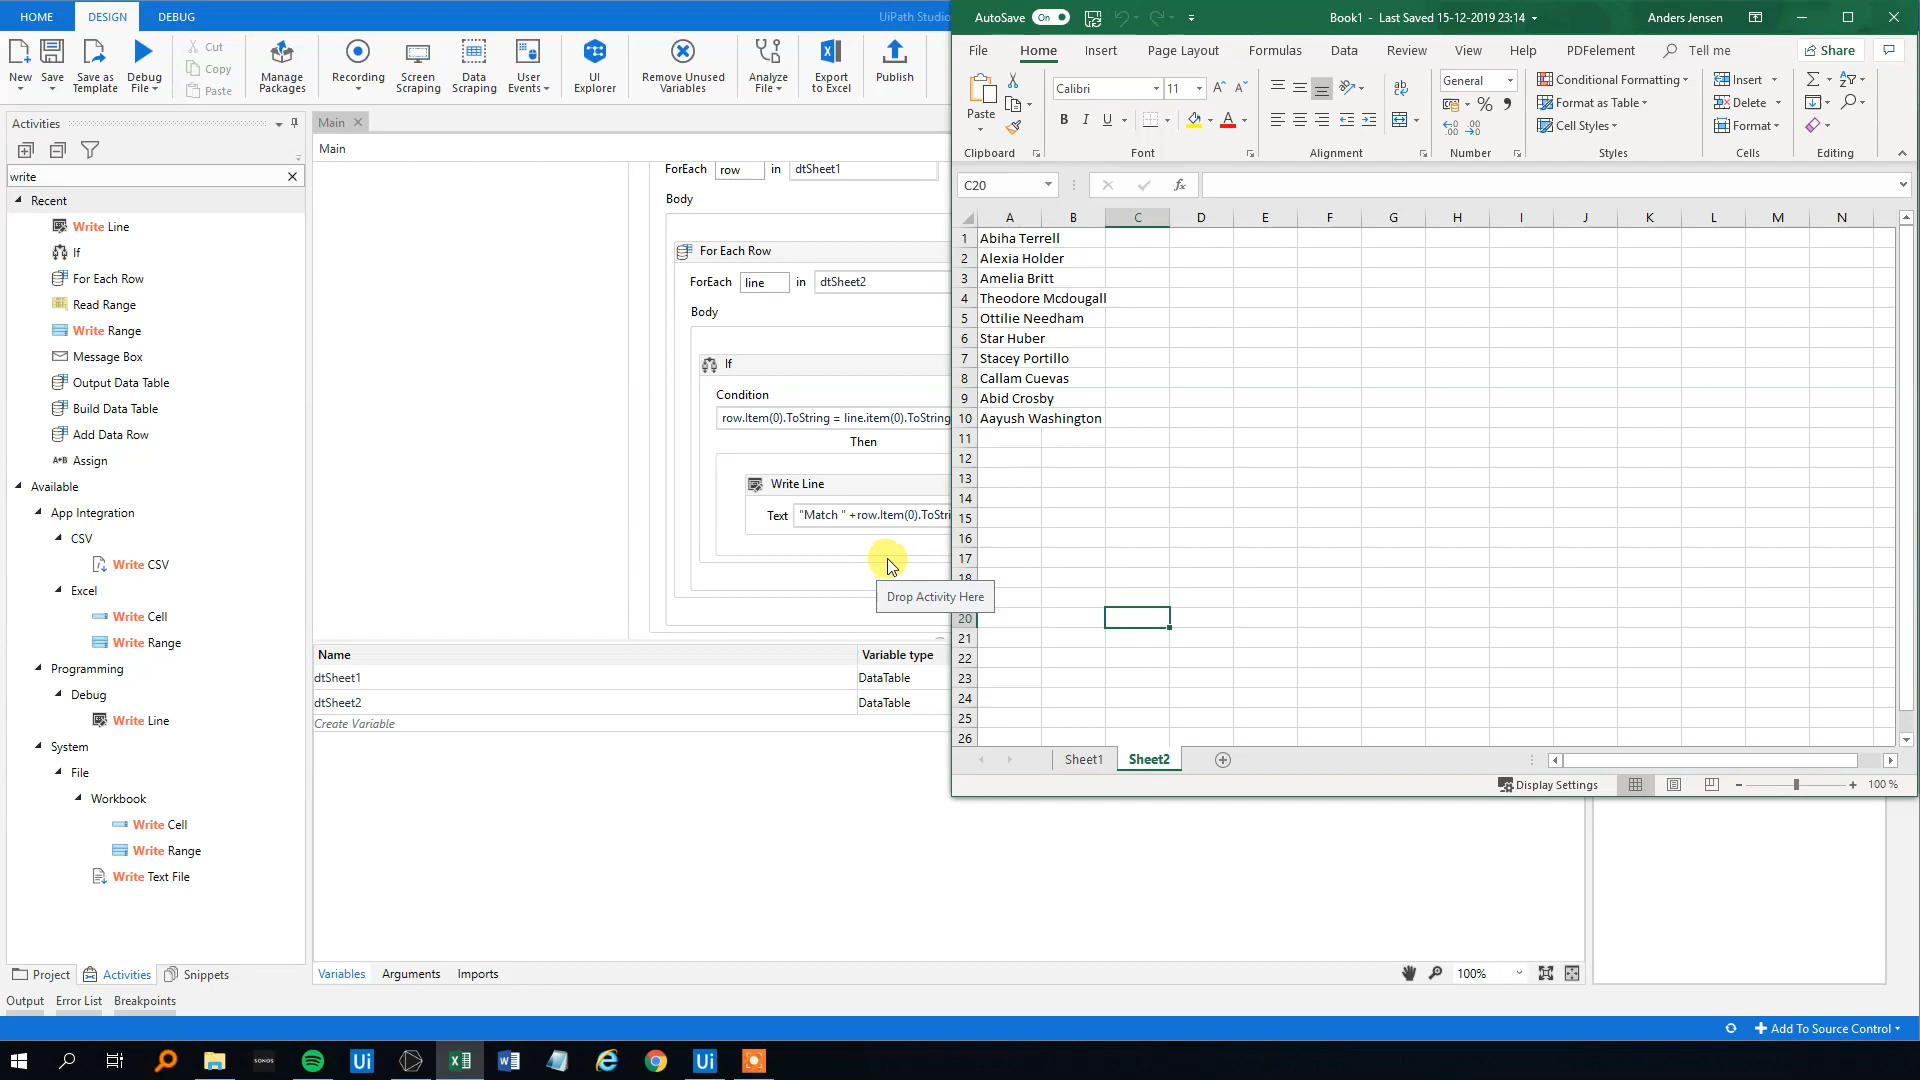 HOME
DESIGN
DEBUG
UiPath Studio
New
Save
Save as Template
Debug File
Cut
Copy
Paste
Manage Packages
Recording
Screen Scraping
Data Scraping
User Events
UI Explorer
Remove Unused Variables
Analyze File
Export to Excel
Publish
Activities
write
Recent
Write Line
If
For Each Row
Read Range
Write Range
Message Box
Output Data Table
Build Data Table
Add Data Row
A*B Assign
Available
App Integration
CSV
Write CSV
Excel
Write Cell
Write Range
Programming
Debug
Write Line
System
File
Workbook
Write Cell
Write Range
Write Text File
Project
Activities
Snippets
Output
Error List
Breakpoints
Main
Main
ForEach row in dtSheet1
Body
For Each Row
ForEach line in dtSheet2
Body
If
Condition
row.Item(0).ToString = line.item(0).ToString
Then
Write Line
Text "Match " +row.Item(0).ToStri
Drop Activity Here
Name Variable type
dtSheet1 DataTable
dtSheet2 DataTable
Create Variable
Variables
Arguments
Imports
100%
Add To Source Control
AutoSave On
Book1 - Last Saved 15-12-2019 23:14
Anders Jensen
File
Home
Insert
Page Layout
Formulas
Data
Review
View
Help
PDFelement
Tell me
Share
Paste
Clipboard
Calibri
11
B I U
Font
Alignment
General
Number
Conditional Formatting
Format as Table
Cell Styles
Styles
Insert
Delete
Format
Cells
Editing
C20
fx
A B C D E F G H I J K L M N
1 Abiha Terrell
2 Alexia Holder
3 Amelia Britt
4 Theodore Mcdougall
5 Ottilie Needham
6 Star Huber
7 Stacey Portillo
8 Callam Cuevas
9 Abid Crosby
10 Aayush Washington
11
12
13
14
15
16
17
18
20
21
22
23
24
25
26
Sheet1
Sheet2
Display Settings
100 %
SONOS
Ui
Ui